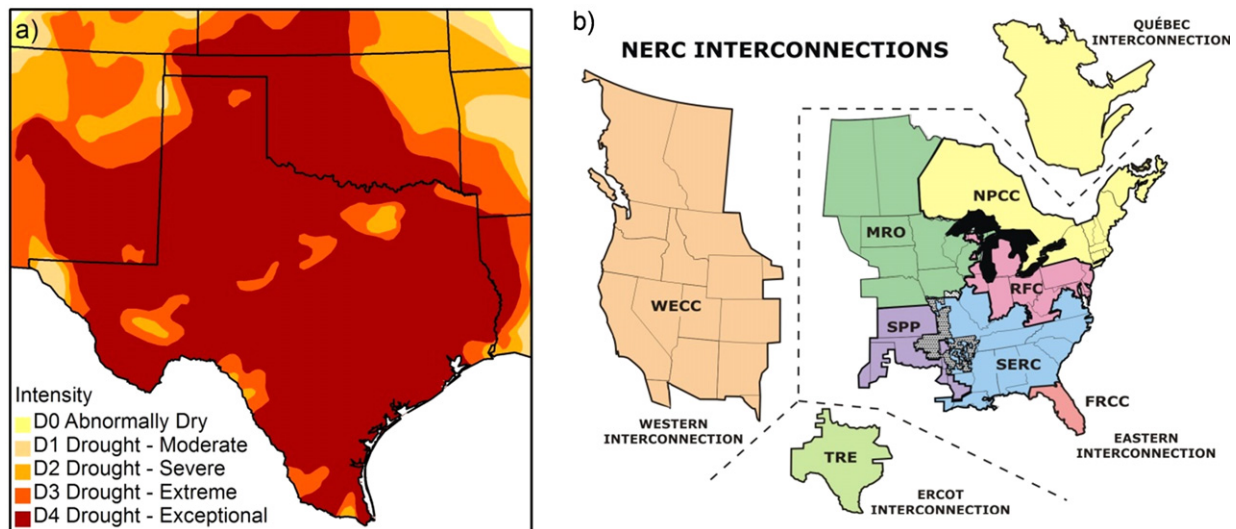 a)
Intensity
D0 Abnormally Dry
D1 Drought - Moderate
D2 Drought - Severe
D3 Drought - Extreme
D4 Drought - Exceptional
b)
NERC INTERCONNECTIONS
QUÉBEC
INTERCONNECTION
NPCC
MRO
RFC
WECC
SPP
SERC
FRCC
WESTERN
INTERCONNECTION
EASTERN
INTERCONNECTION
TRE
ERCOT
INTERCONNECTION